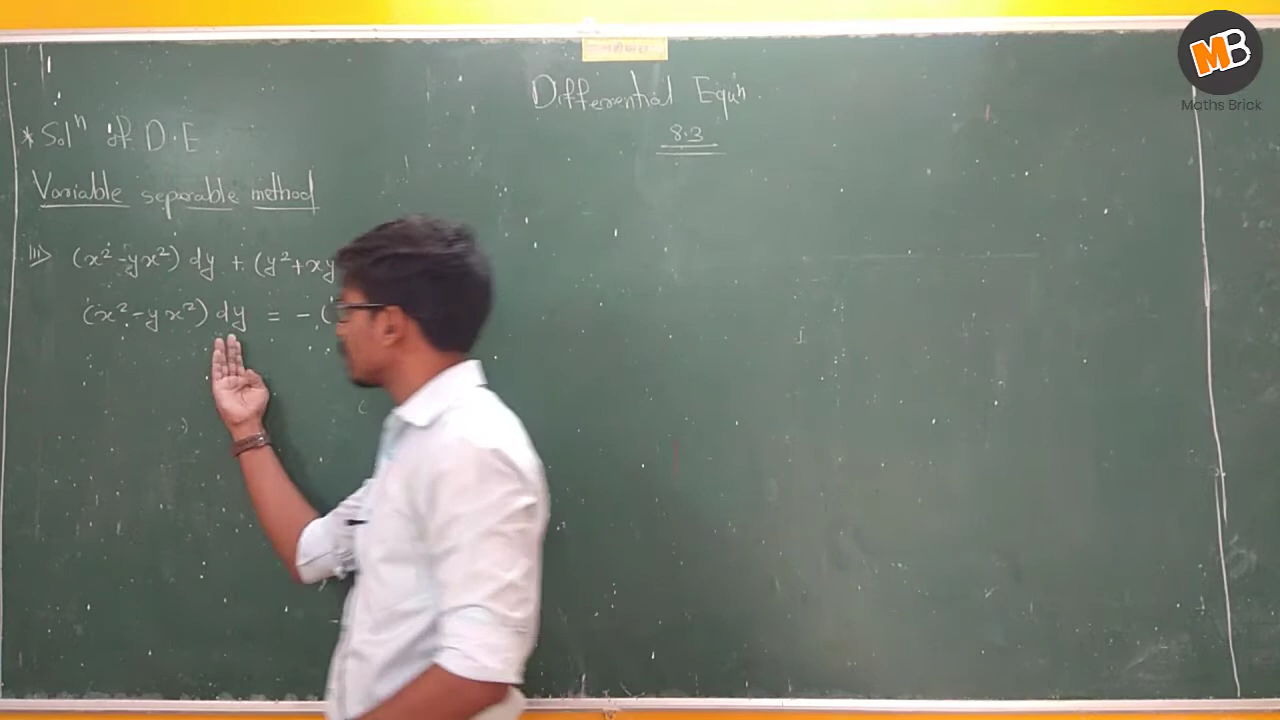 Differential Equⁿ.
8.3
* Solⁿ of D.E
Variable separable method
III) (x² - yx²) dy + (y² + xy
(x² - yx²) dy = - (
MB
Maths Brick